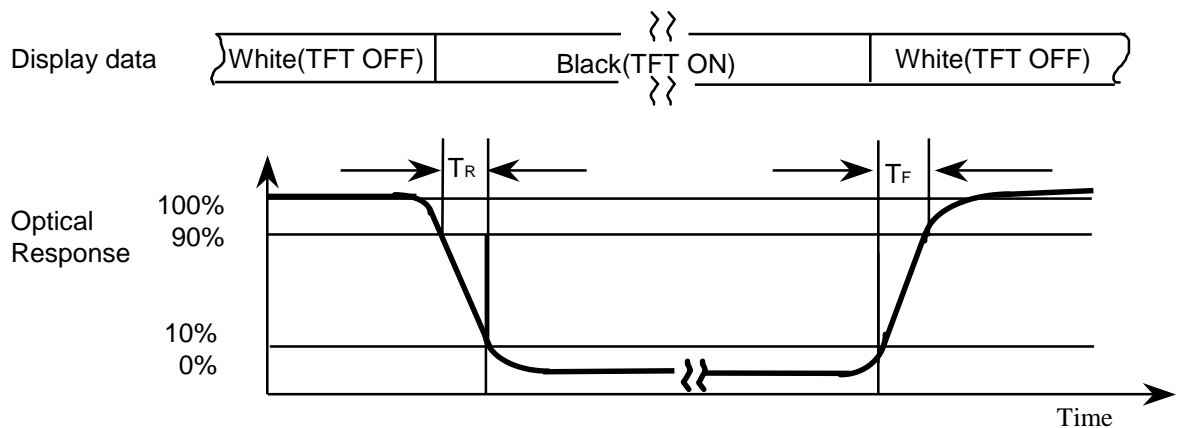 Display data
White(TFT OFF)
Black(TFT ON)
White(TFT OFF)
TR
TF
Optical
Response
100%
90%
10%
0%
Time